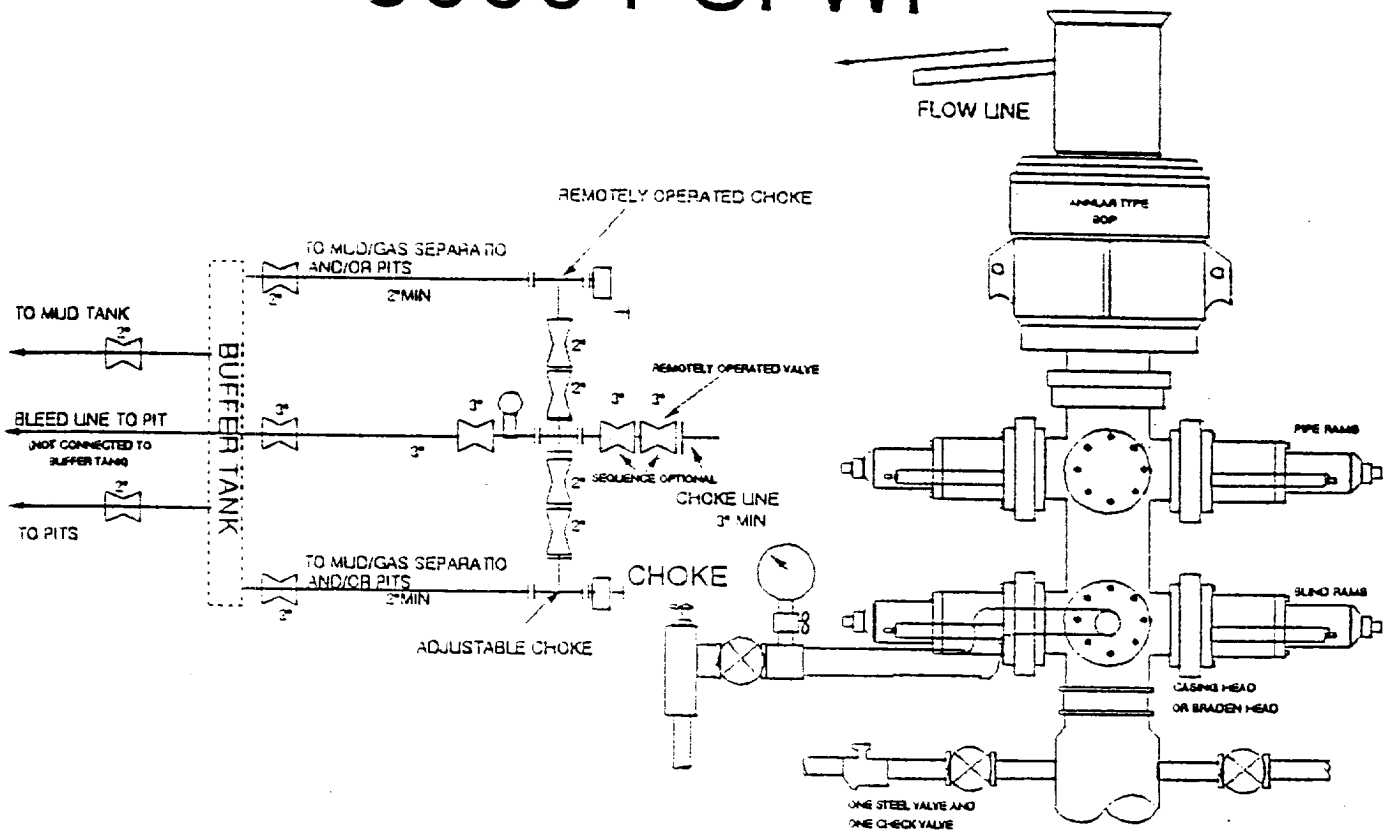 FLOW LINE
ANNLAR TYPE
BOP
REMOTELY OPERATED CHOKE
TO MUD/GAS SEPARATIO
AND/OR PITS
2" MIN
2"
TO MUD TANK
2"
BUFFER TANK
2"
2"
REMOTELY OPERATED VALVE
3"
3"
3"
3"
3"
BLEED LINE TO PIT
(NOT CONNECTED TO
BUFFER TANK)
SEQUENCE OPTIONAL
CHOKE LINE
3" MIN
2"
2"
2"
TO PITS
TO MUD/GAS SEPARATIO
AND/OR PITS
2" MIN
2"
ADJUSTABLE CHOKE
CHOKE
PIPE RAMS
BLIND RAMS
CASING HEAD
OR BRADEN HEAD
ONE STEEL VALVE AND
ONE CHECK VALVE